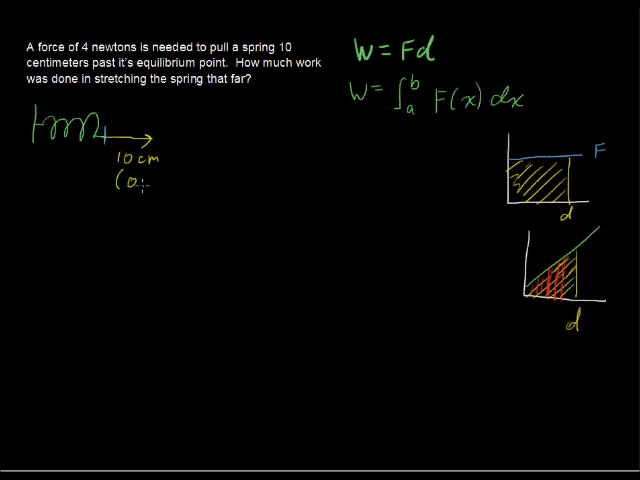 A force of 4 newtons is needed to pull a spring 10
centimeters past it's equilibrium point. How much work
was done in stretching the spring that far?
W = Fd
W = ∫ₐᵇ F(x) dx
10 cm
(0.
F
d
d